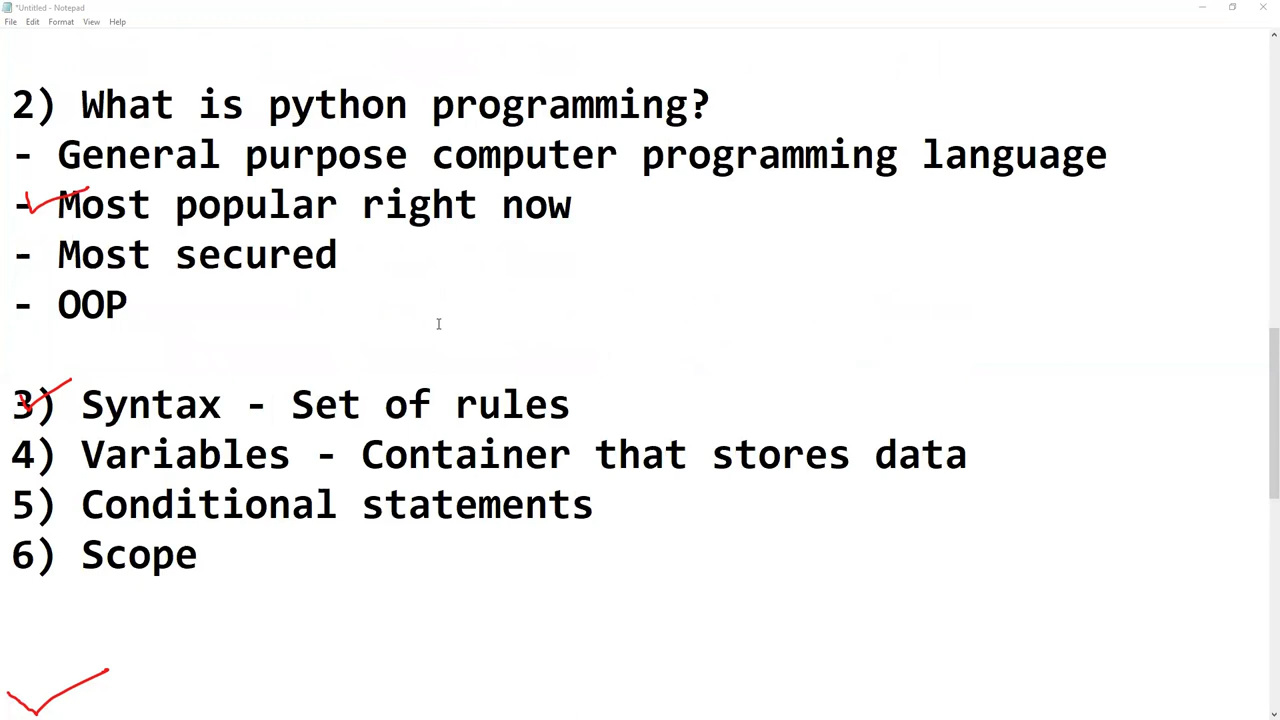 *Untitled - Notepad
File Edit Format View Help
2) What is python programming?
- General purpose computer programming language
- Most popular right now
- Most secured
- OOP
3) Syntax - Set of rules
4) Variables - Container that stores data
5) Conditional statements
6) Scope